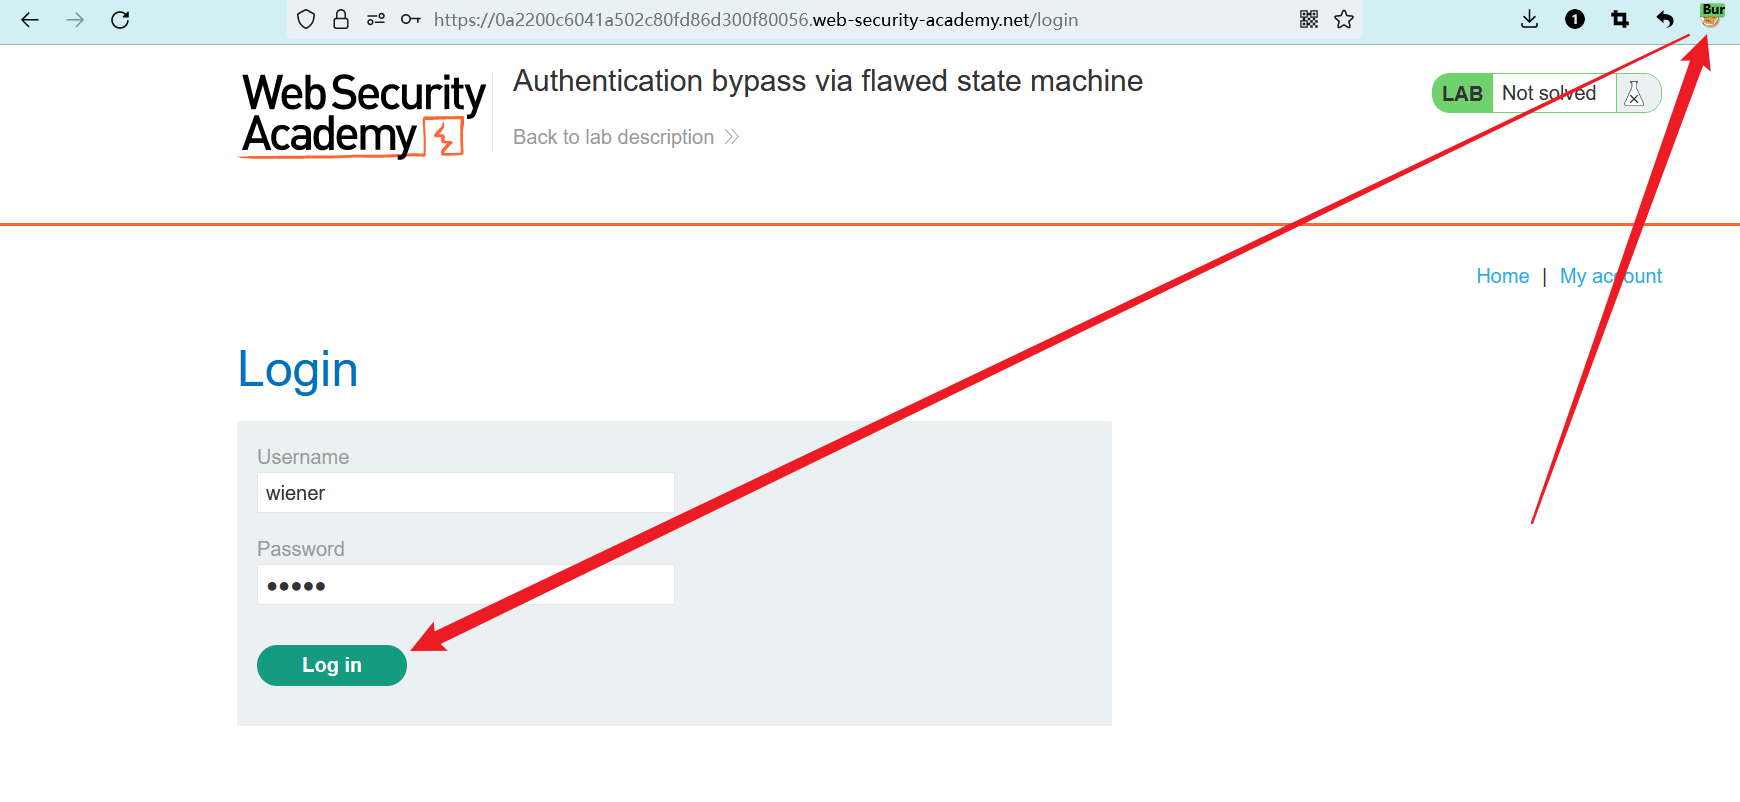 https://0a2200c6041a502c80fd86d300f80056.web-security-academy.net/login
1
Bur
Web Security
Academy
Authentication bypass via flawed state machine
Back to lab description
LAB Not solved
Home | My account
Login
Username
wiener
Password
Log in